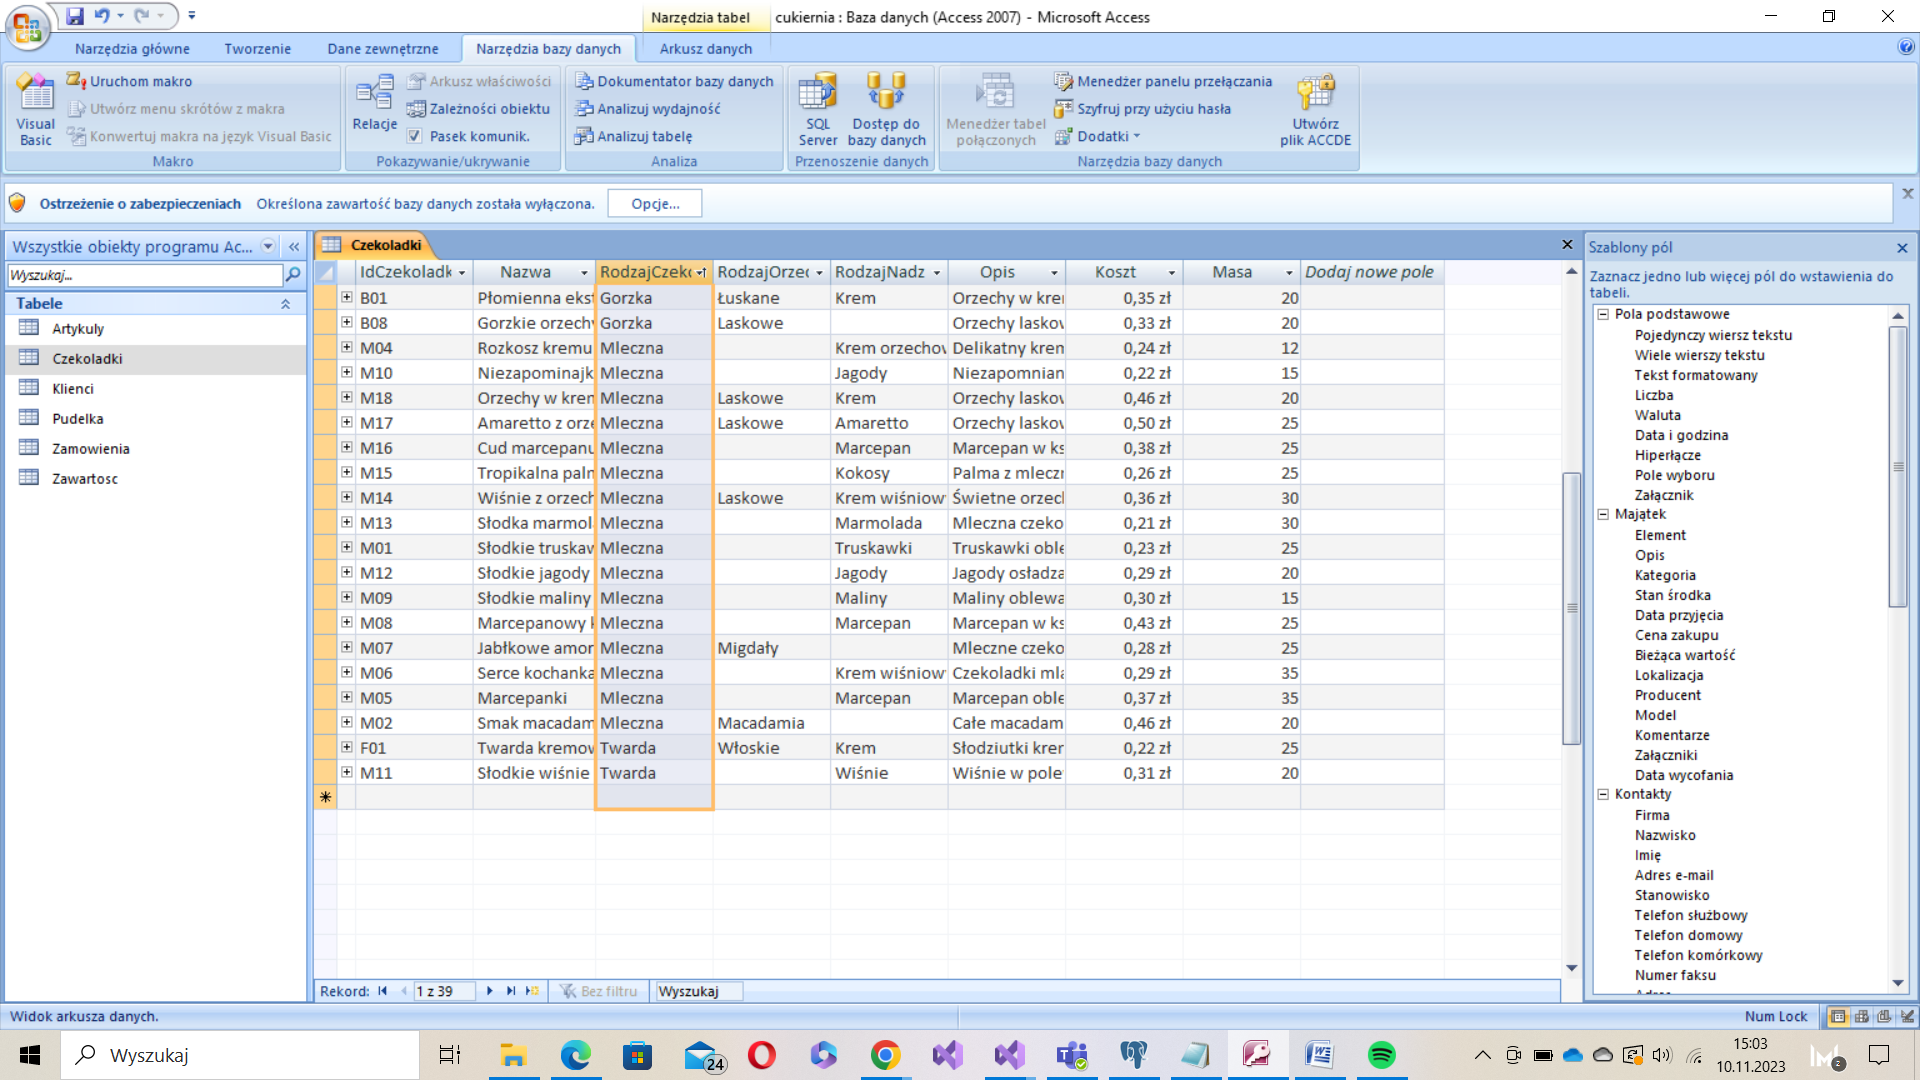 Narzędzia tabel
cukiernia : Baza danych (Access 2007) - Microsoft Access
Narzędzia główne Tworzenie Dane zewnętrzne Narzędzia bazy danych Arkusz danych
Visual Basic
Uruchom makro
Utwórz menu skrótów z makra
Konwertuj makra na język Visual Basic
Makro
Relacje
Arkusz właściwości
Zależności obiektu
Pasek komunik.
Pokazywanie/ukrywanie
Dokumentator bazy danych
Analizuj wydajność
Analizuj tabelę
Analiza
SQL Server
Dostęp do bazy danych
Przenoszenie danych
Menedżer tabel połączonych
Menedżer panelu przełączania
Szyfruj przy użyciu hasła
Dodatki
Utwórz plik ACCDE
Narzędzia bazy danych
Ostrzeżenie o zabezpieczeniach Określona zawartość bazy danych została wyłączona. Opcje...
Wszystkie obiekty programu Ac...
Wyszukaj...
Tabele
Artykuly
Czekoladki
Klienci
Pudelka
Zamowienia
Zawartosc
Czekoladki
IdCzekoladk Nazwa RodzajCzeko RodzajOrzec RodzajNadz Opis Koszt Masa Dodaj nowe pole
B01 Płomienna eks Gorzka Łuskane Krem Orzechy w krem 0,35 zł 20
B08 Gorzkie orzech Gorzka Laskowe Orzechy laskov 0,33 zł 20
M04 Rozkosz kremu Mleczna Krem orzechov Delikatny krem 0,24 zł 12
M10 Niezapominajk Mleczna Jagody Niezapomnian 0,22 zł 15
M18 Orzechy w krem Mleczna Laskowe Krem Orzechy laskov 0,46 zł 20
M17 Amaretto z orz Mleczna Laskowe Amaretto Orzechy laskov 0,50 zł 25
M16 Cud marcepanu Mleczna Marcepan Marcepan w ks 0,38 zł 25
M15 Tropikalna paln Mleczna Kokosy Palma z mleczn 0,26 zł 25
M14 Wiśnie z orzech Mleczna Laskowe Krem wiśniow Świetne orzech 0,36 zł 30
M13 Słodka marmol Mleczna Marmolada Mleczna czeko 0,21 zł 30
M01 Słodkie truskaw Mleczna Truskawki Truskawki oble 0,23 zł 25
M12 Słodkie jagody Mleczna Jagody Jagody osładza 0,29 zł 20
M09 Słodkie maliny Mleczna Maliny Maliny oblewa 0,30 zł 15
M08 Marcepanowy k Mleczna Marcepan Marcepan w ks 0,43 zł 25
M07 Jabłkowe amor Mleczna Migdały Mleczne czeko 0,28 zł 25
M06 Serce kochanka Mleczna Krem wiśniow Czekoladki mla 0,29 zł 35
M05 Marcepanki Mleczna Marcepan Marcepan oble 0,37 zł 35
M02 Smak macadam Mleczna Macadamia Całe macadam 0,46 zł 20
F01 Twarda kremow Twarda Włoskie Krem Słodziutki krem 0,22 zł 25
M11 Słodkie wiśnie Twarda Wiśnie Wiśnie w pole 0,31 zł 20
Rekord: 1 z 39 Bez filtru Wyszukaj
Szablony pól
Zaznacz jedno lub więcej pól do wstawienia do
tabeli.
Pola podstawowe
Pojedynczy wiersz tekstu
Wiele wierszy tekstu
Tekst formatowany
Liczba
Waluta
Data i godzina
Hiperłącze
Pole wyboru
Załącznik
Majątek
Element
Opis
Kategoria
Stan środka
Data przyjęcia
Cena zakupu
Bieżąca wartość
Lokalizacja
Producent
Model
Komentarze
Załączniki
Data wycofania
Kontakty
Firma
Nazwisko
Imię
Adres e-mail
Stanowisko
Telefon służbowy
Telefon domowy
Telefon komórkowy
Numer faksu
Widok arkusza danych. Num Lock
Wyszukaj
24
15:03
10.11.2023
2